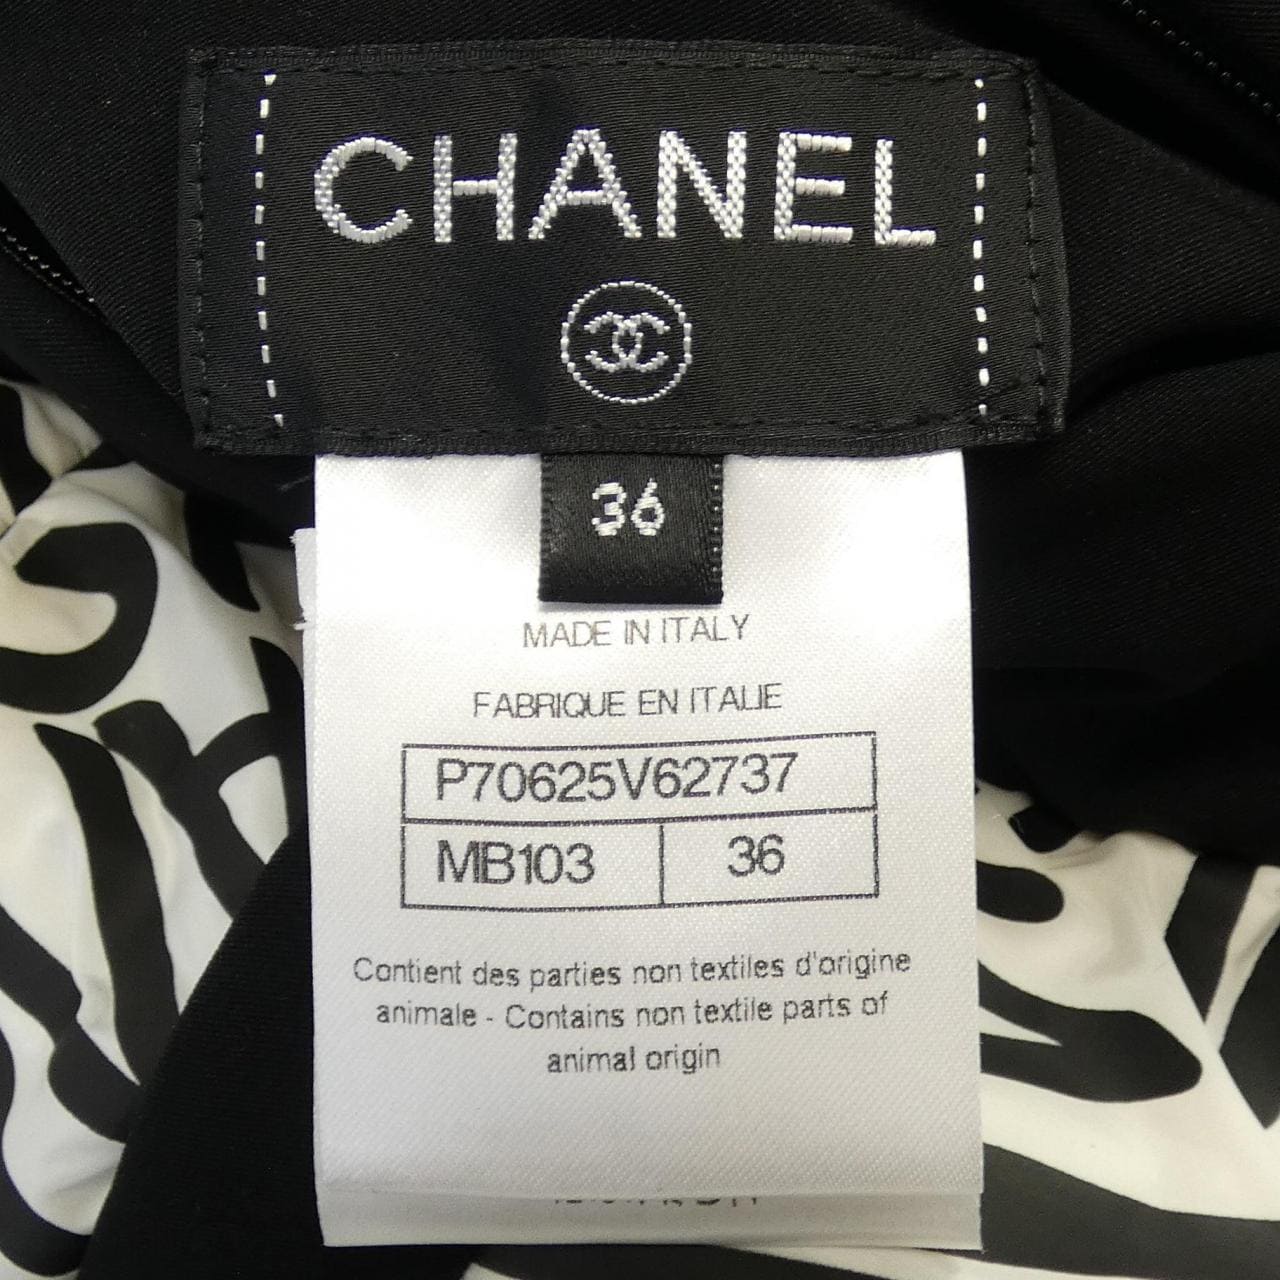 CHANEL
36
MADE IN ITALY
FABRIQUE EN ITALIE
P70625V62737
MB103 36
Contient des parties non textiles d'origine
animale - Contains non textile parts of
animal origin